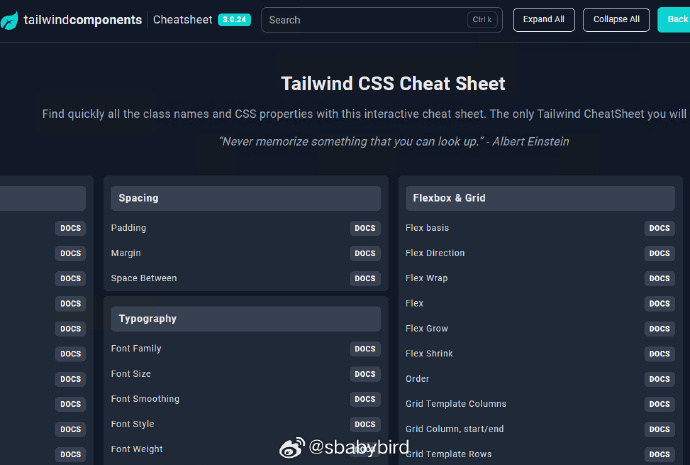 tailwindcomponents Cheatsheet 3.0.24 Search Ctrl k Expand All Collapse All Back
Tailwind CSS Cheat Sheet
Find quickly all the class names and CSS properties with this interactive cheat sheet. The only Tailwind CheatSheet you will
“Never memorize something that you can look up.” - Albert Einstein
DOCS
DOCS
DOCS
DOCS
DOCS
DOCS
DOCS
DOCS
DOCS
DOCS
Spacing
Padding DOCS
Margin DOCS
Space Between DOCS
Typography
Font Family DOCS
Font Size DOCS
Font Smoothing DOCS
Font Style DOCS
Font Weight DOCS
Flexbox & Grid
Flex basis DOCS
Flex Direction DOCS
Flex Wrap DOCS
Flex DOCS
Flex Grow DOCS
Flex Shrink DOCS
Order DOCS
Grid Template Columns DOCS
Grid Column, start/end DOCS
Grid Template Rows DOCS
@sbabybird